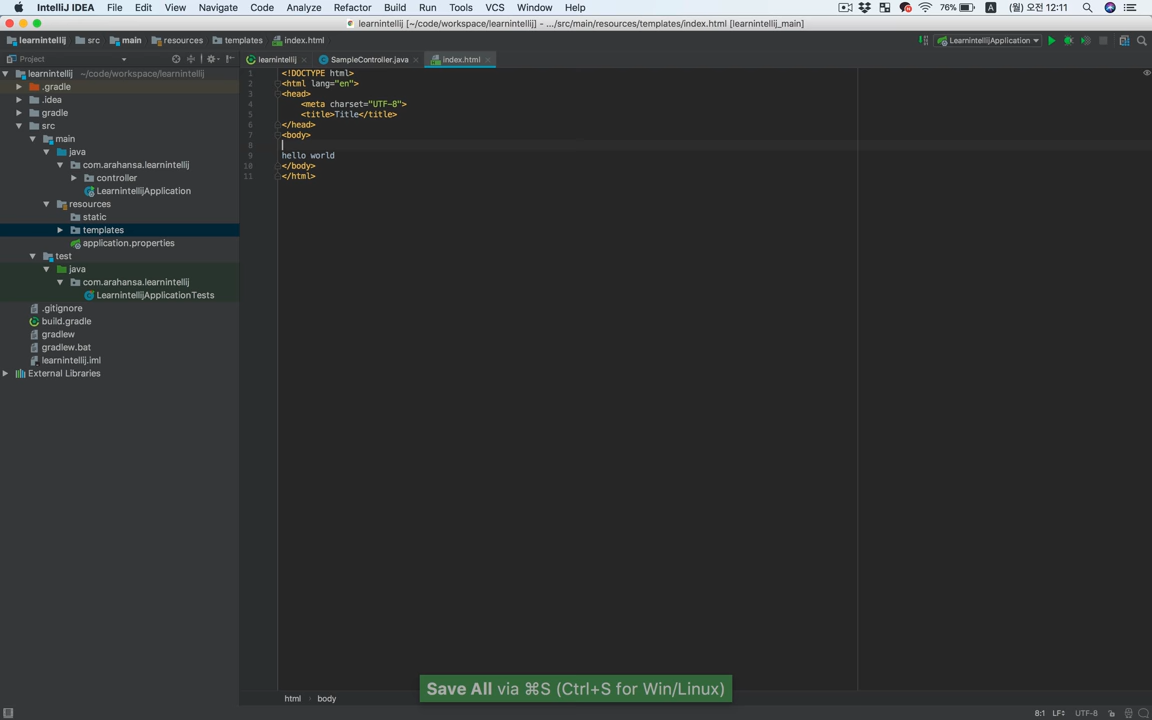 IntelliJ IDEA File Edit View Navigate Code Analyze Refactor Build Run Tools VCS Window Help 76% A (월) 오전 12:11
learnintellij [~/code/workspace/learnintellij] - .../src/main/resources/templates/index.html [learnintellij_main]
learnintellij src main resources templates index.html LearnintellijApplication
Project learnintellij SampleController.java index.html
learnintellij ~/code/workspace/learnintellij
.gradle
.idea
gradle
src
main
java
com.arahansa.learnintellij
controller
LearnintellijApplication
resources
static
templates
application.properties
test
java
com.arahansa.learnintellij
LearnintellijApplicationTests
.gitignore
build.gradle
gradlew
gradlew.bat
learnintellij.iml
External Libraries
1 <!DOCTYPE html>
2 <html lang="en">
3 <head>
4 <meta charset="UTF-8">
5 <title>Title</title>
6 </head>
7 <body>
8
9 hello world
10 </body>
11 </html>
Save All via ⌘S (Ctrl+S for Win/Linux)
html body
8:1 LF÷ UTF-8